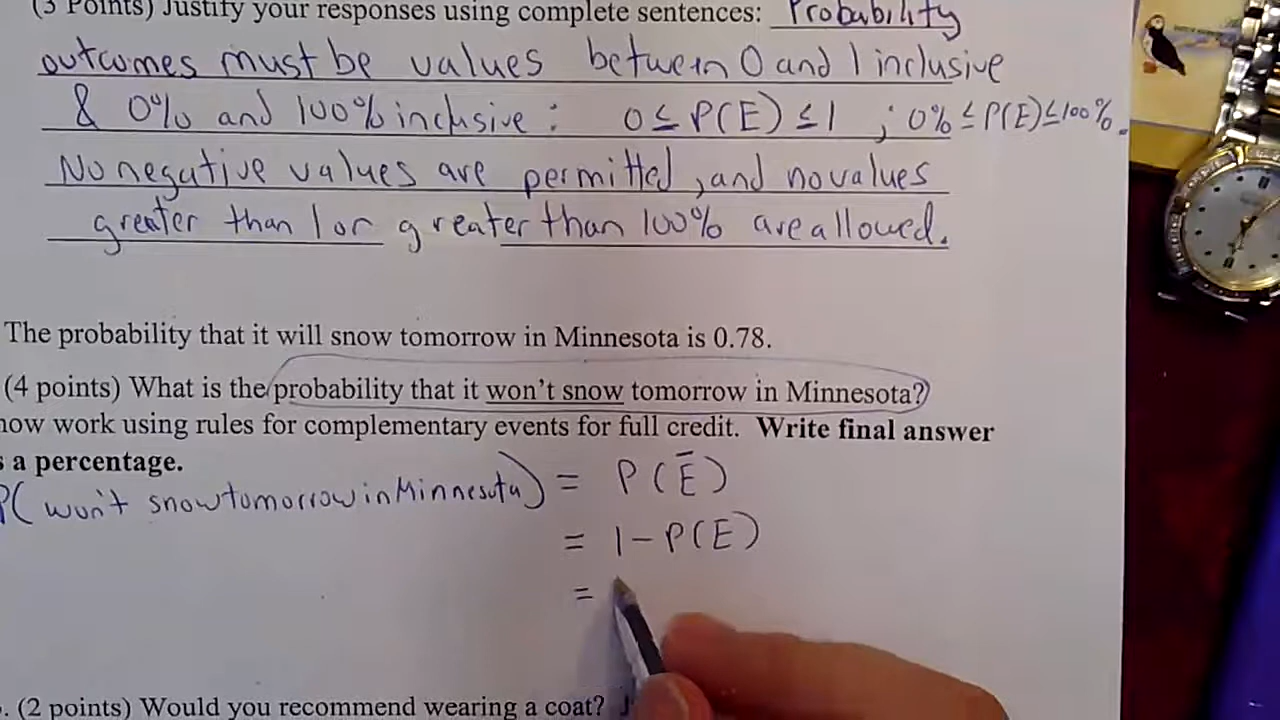 (3 Points) Justify your responses using complete sentences: Probability
outcomes must be values between 0 and 1 inclusive
& 0% and 100% inclusive: 0 ≤ P(E) ≤ 1 ; 0% ≤ P(E) ≤ 100%.
No negative values are permitted, and no values
greater than 1 or greater than 100% are allowed.
The probability that it will snow tomorrow in Minnesota is 0.78.
(4 points) What is the probability that it won't snow tomorrow in Minnesota?
how work using rules for complementary events for full credit. Write final answer
s a percentage.
P(won't snow tomorrow in Minnesota) = P(Ē)
= 1 - P(E)
=
. (2 points) Would you recommend wearing a coat? J